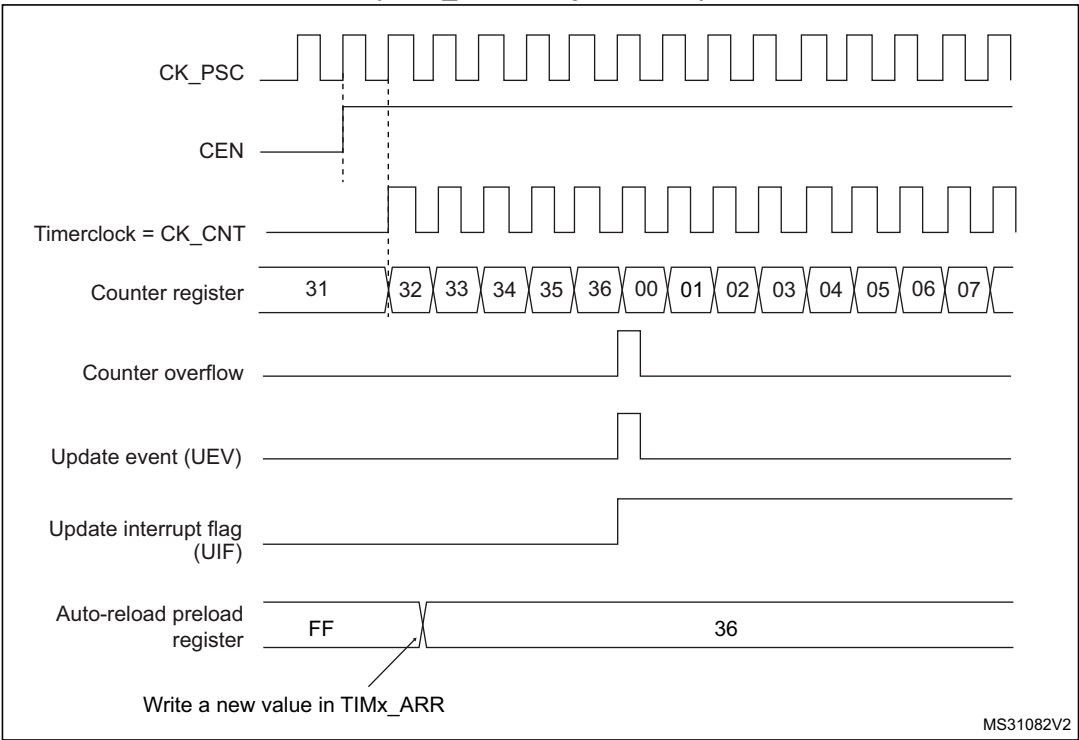 CK_PSC
CEN
Timerclock = CK_CNT
Counter register 31 32 33 34 35 36 00 01 02 03 04 05 06 07
Counter overflow
Update event (UEV)
Update interrupt flag
(UIF)
Auto-reload preload
register FF 36
Write a new value in TIMx_ARR
MS31082V2